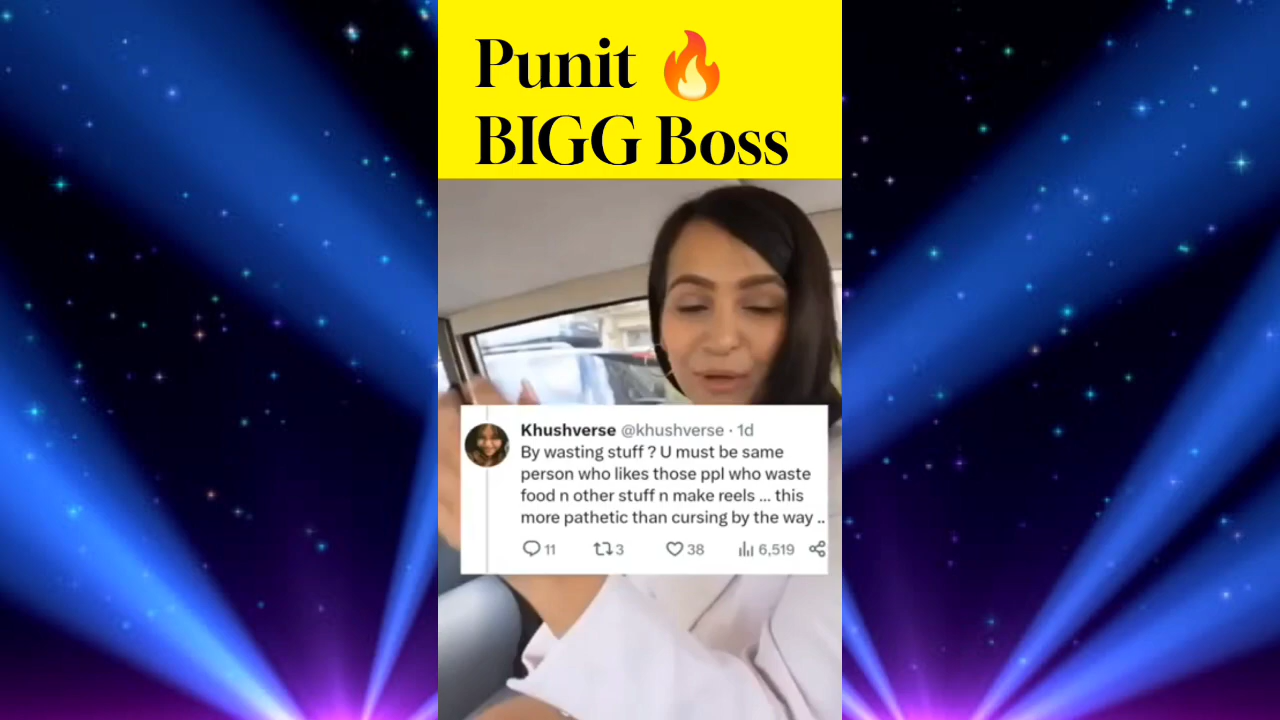 Punit 🔥
BIGG Boss
Khushverse @khushverse · 1d
By wasting stuff ? U must be same
person who likes those ppl who waste
food n other stuff n make reels ... this
more pathetic than cursing by the way ..
11 3 38 6,519